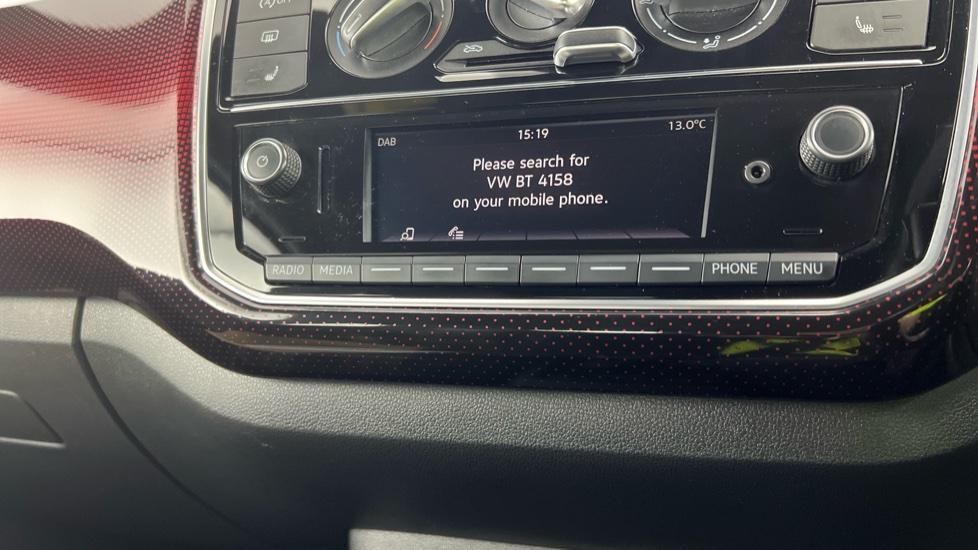 OFF
DAB
15:19
13.0°C
Please search for
VW BT 4158
on your mobile phone.
RADIO
MEDIA
PHONE
MENU